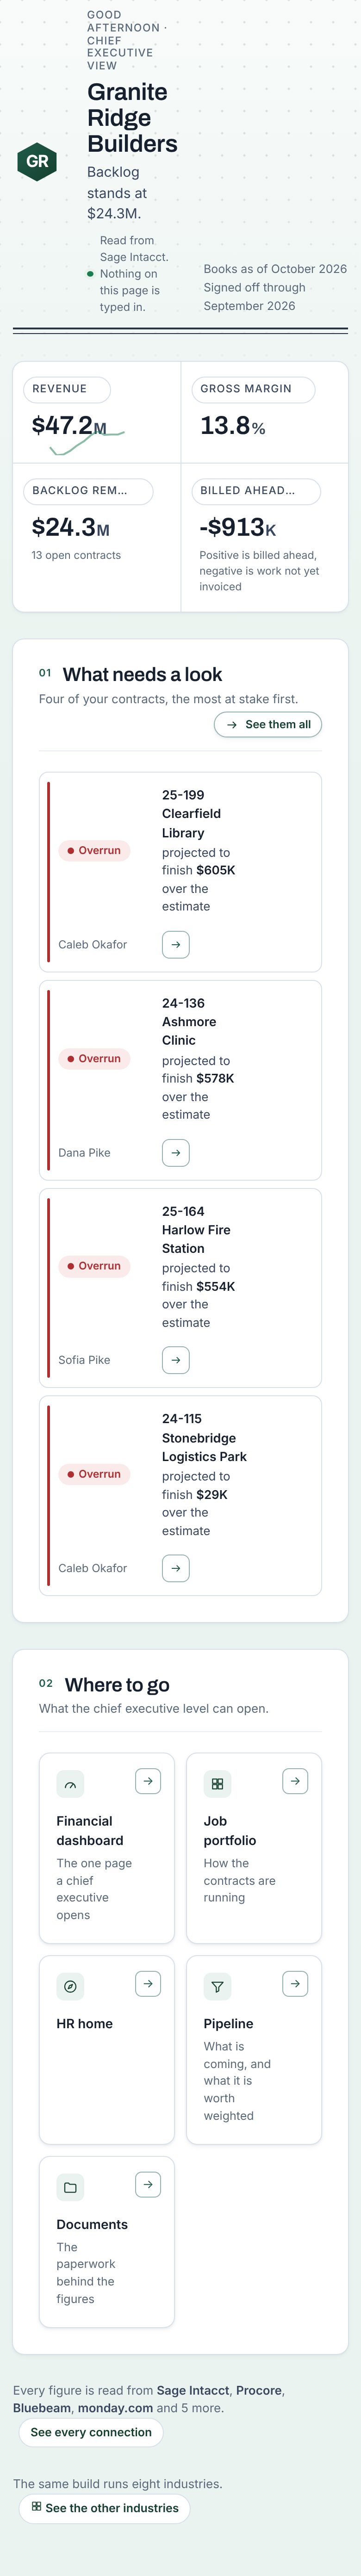 GOOD
AFTERNOON ·
CHIEF
EXECUTIVE
VIEW
Granite
Ridge
Builders
GR
Backlog
stands at
$24.3M.
Read from
Sage Intacct.
Nothing on
this page is
typed in.
Books as of October 2026
Signed off through
September 2026
REVENUE
$47.2M
GROSS MARGIN
13.8%
BACKLOG REM...
$24.3M
13 open contracts
BILLED AHEAD...
-$913K
Positive is billed ahead,
negative is work not yet
invoiced
01 What needs a look
Four of your contracts, the most at stake first.
→ See them all
25-199
Clearfield
Library
Overrun
projected to
finish $605K
over the
estimate
Caleb Okafor
→
24-136
Ashmore
Clinic
Overrun
projected to
finish $578K
over the
estimate
Dana Pike
→
25-164
Harlow Fire
Station
Overrun
projected to
finish $554K
over the
estimate
Sofia Pike
→
24-115
Stonebridge
Logistics Park
Overrun
projected to
finish $29K
over the
estimate
Caleb Okafor
→
02 Where to go
What the chief executive level can open.
→
Financial
dashboard
The one page
a chief
executive
opens
→
Job
portfolio
How the
contracts are
running
→
HR home
→
Pipeline
What is
coming, and
what it is
worth
weighted
→
Documents
The
paperwork
behind the
figures
Every figure is read from Sage Intacct, Procore,
Bluebeam, monday.com and 5 more.
See every connection
The same build runs eight industries.
See the other industries